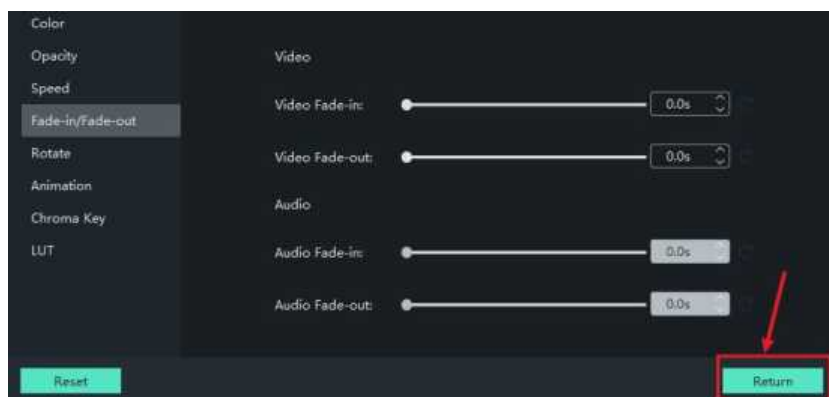 Color
Opacity
Speed
Fade-in/Fade-out
Rotate
Animation
Chroma Key
LUT
Video
Video Fade-in: 0.0s
Video Fade-out: 0.0s
Audio
Audio Fade-in: 0.0s
Audio Fade-out: 0.0s
Reset
Return